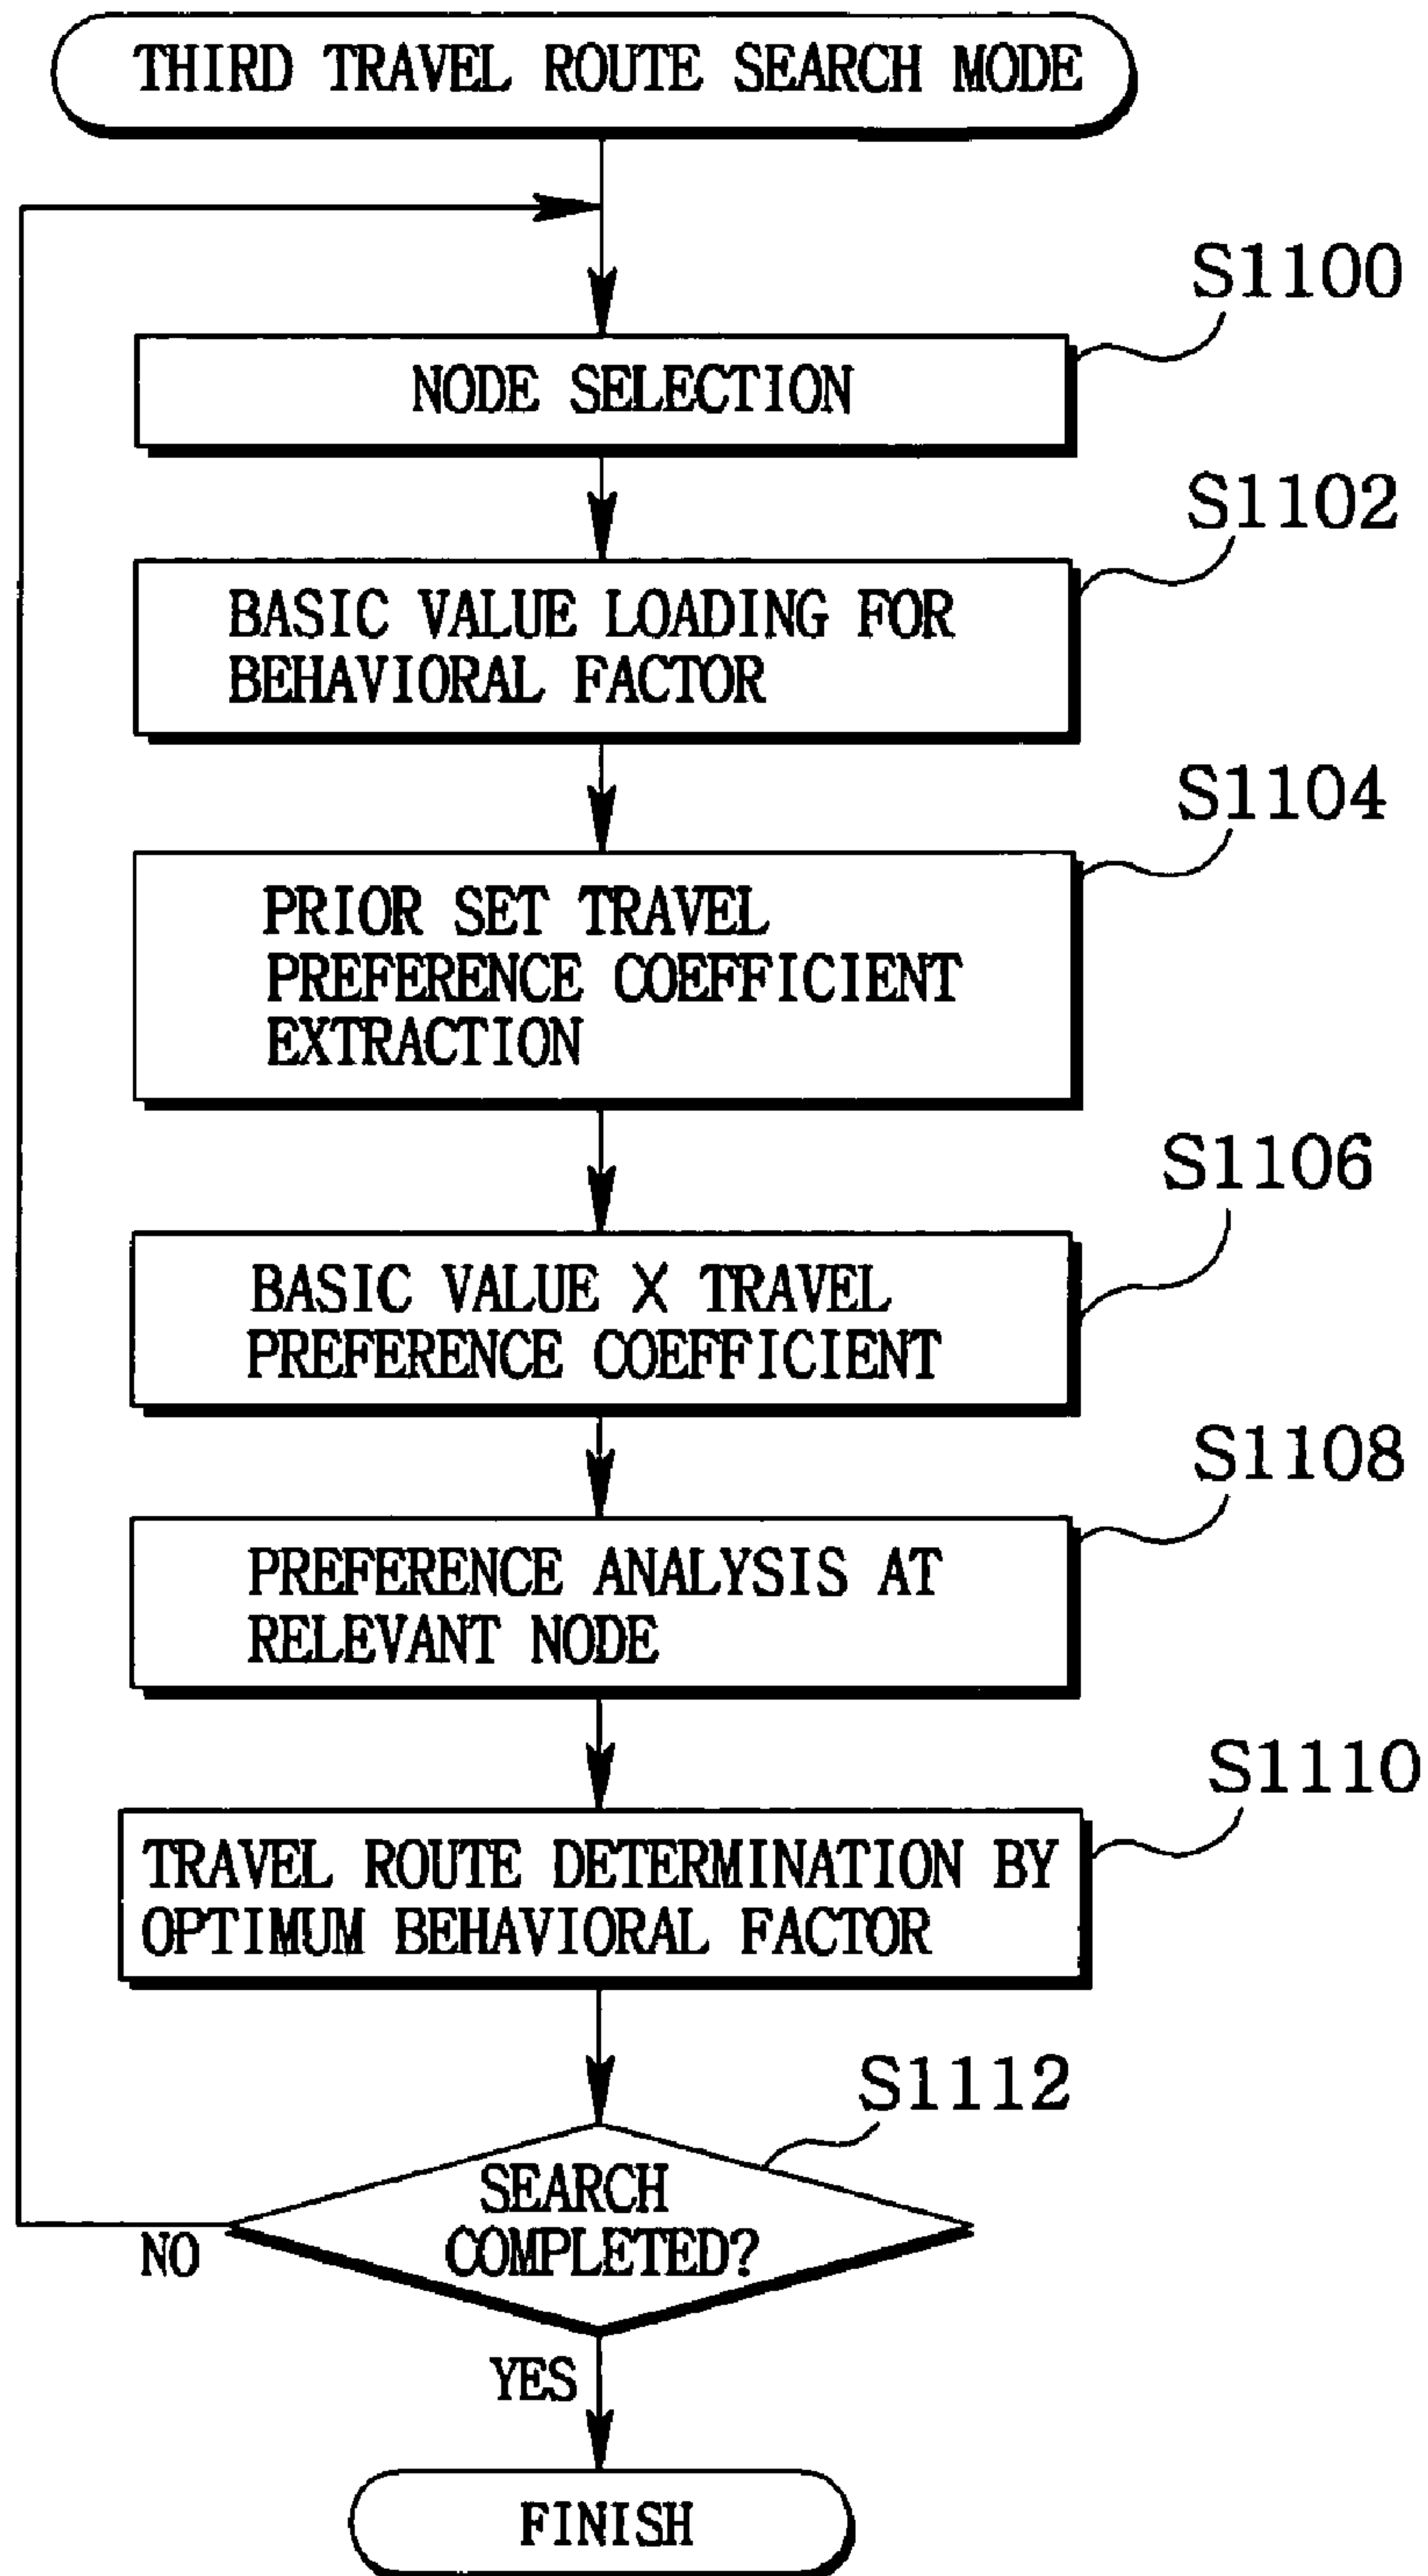 THIRD TRAVEL ROUTE SEARCH MODE
S1100
NODE SELECTION
S1102
BASIC VALUE LOADING FOR
BEHAVIORAL FACTOR
S1104
PRIOR SET TRAVEL
PREFERENCE COEFFICIENT
EXTRACTION
S1106
BASIC VALUE X TRAVEL
PREFERENCE COEFFICIENT
S1108
PREFERENCE ANALYSIS AT
RELEVANT NODE
S1110
TRAVEL ROUTE DETERMINATION BY
OPTIMUM BEHAVIORAL FACTOR
S1112
SEARCH
COMPLETED?
NO
YES
FINISH